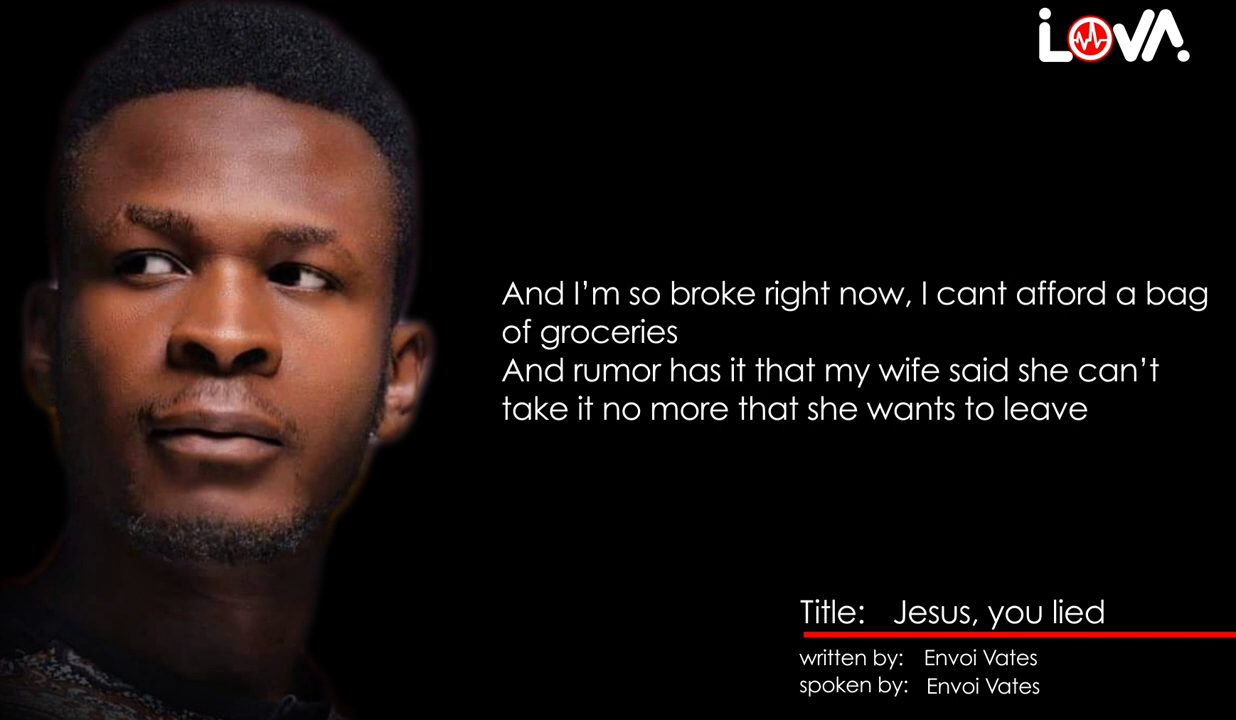 iLOVA.
And I’m so broke right now, I cant afford a bag
of groceries
And rumor has it that my wife said she can’t
take it no more that she wants to leave
Title: Jesus, you lied
written by: Envoi Vates
spoken by: Envoi Vates